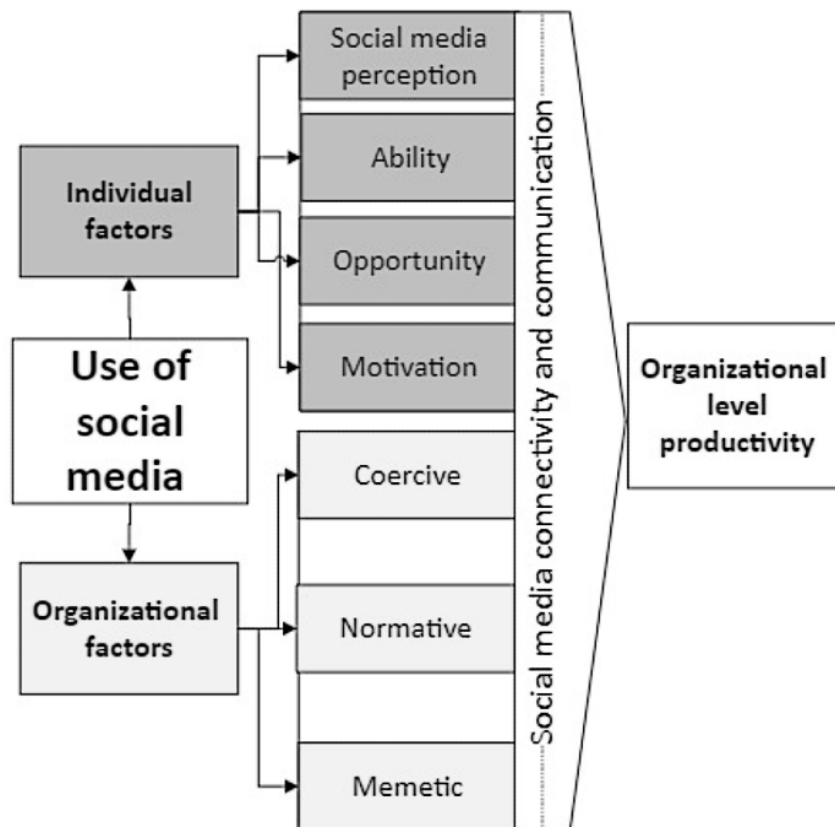 Social media
perception
Ability
Individual
factors
Opportunity
Use of
social
media
Motivation
Coercive
Organizational
factors
Normative
Memetic
Social media connectivity and communication
Organizational
level
productivity